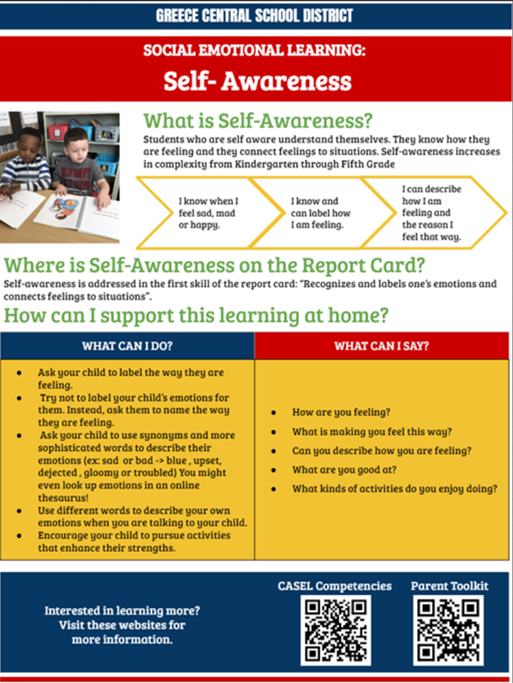 GREECE CENTRAL SCHOOL DISTRICT
SOCIAL EMOTIONAL LEARNING:
Self- Awareness
What is Self-Awareness?
Students who are self aware understand themselves. They know how they
are feeling and they connect feelings to situations. Self-awareness increases
in complexity from Kindergarten through Fifth Grade
I know when I
feel sad, mad
or happy.
I know and
can label how
I am feeling.
I can describe
how I am
feeling and
the reason I
feel that way.
Where is Self-Awareness on the Report Card?
Self-awareness is addressed in the first skill of the report card: "Recognizes and labels one's emotions and
connects feelings to situations".
How can I support this learning at home?
WHAT CAN I DO?
● Ask your child to label the way they are
feeling.
● Try not to label your child's emotions for
them. Instead, ask them to name the way
they are feeling.
● Ask your child to use synonyms and more
sophisticated words to describe their
emotions (ex: sad or bad -> blue , upset,
dejected , gloomy or troubled) You might
even look up emotions in an online
thesaurus!
● Use different words to describe your own
emotions when you are talking to your child.
● Encourage your child to pursue activities
that enhance their strengths.
WHAT CAN I SAY?
● How are you feeling?
● What is making you feel this way?
● Can you describe how you are feeling?
● What are you good at?
● What kinds of activities do you enjoy doing?
Interested in learning more?
Visit these websites for
more information.
CASEL Competencies
Parent Toolkit